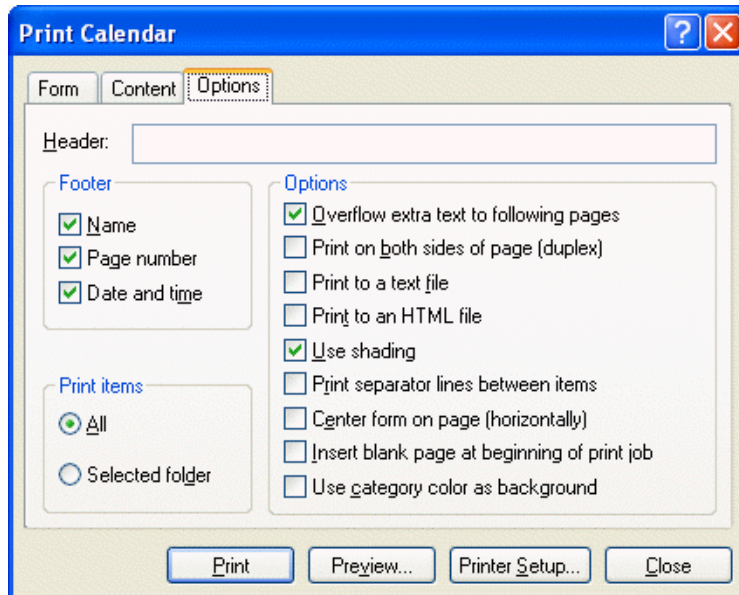 Print Calendar
Form Content Options
Header:
Footer
Name
Page number
Date and time
Print items
All
Selected folder
Options
Overflow extra text to following pages
Print on both sides of page (duplex)
Print to a text file
Print to an HTML file
Use shading
Print separator lines between items
Center form on page (horizontally)
Insert blank page at beginning of print job
Use category color as background
Print Preview... Printer Setup... Close